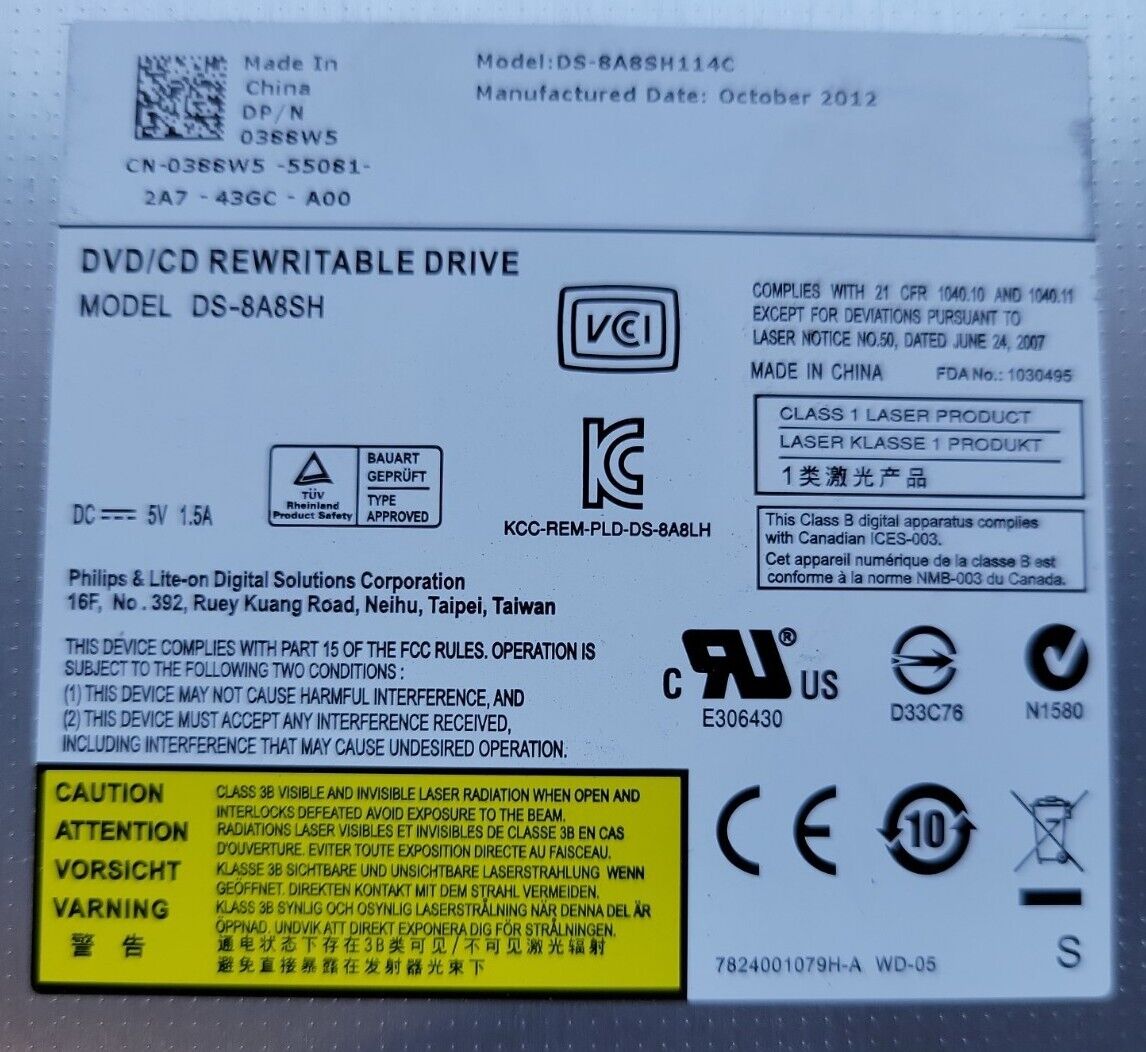 Made In
China
DP/N
0388W5
CN-0388W5 -55081-
2A7 - 43GC - A00
Model:DS-8A8SH114C
Manufactured Date: October 2012
DVD/CD REWRITABLE DRIVE
MODEL DS-8A8SH
VCCI
COMPLIES WITH 21 CFR 1040.10 AND 1040.11
EXCEPT FOR DEVIATIONS PURSUANT TO
LASER NOTICE NO.50, DATED JUNE 24, 2007
MADE IN CHINA FDA No.: 1030495
CLASS 1 LASER PRODUCT
LASER KLASSE 1 PRODUKT
1类激光产品
DC 5V 1.5A
TÜV
Rheinland
Product Safety
BAUART
GEPRÜFT
TYPE
APPROVED
KCC-REM-PLD-DS-8A8LH
This Class B digital apparatus complies
with Canadian ICES-003.
Cet appareil numérique de la classe B est
conforme à la norme NMB-003 du Canada.
Philips & Lite-on Digital Solutions Corporation
16F, No . 392, Ruey Kuang Road, Neihu, Taipei, Taiwan
THIS DEVICE COMPLIES WITH PART 15 OF THE FCC RULES. OPERATION IS
SUBJECT TO THE FOLLOWING TWO CONDITIONS :
(1) THIS DEVICE MAY NOT CAUSE HARMFUL INTERFERENCE, AND
(2) THIS DEVICE MUST ACCEPT ANY INTERFERENCE RECEIVED,
INCLUDING INTERFERENCE THAT MAY CAUSE UNDESIRED OPERATION.
C RU® US
E306430
D33C76
N1580
CAUTION
ATTENTION
VORSICHT
VARNING
警 告
CLASS 3B VISIBLE AND INVISIBLE LASER RADIATION WHEN OPEN AND
INTERLOCKS DEFEATED AVOID EXPOSURE TO THE BEAM.
RADIATIONS LASER VISIBLES ET INVISIBLES DE CLASSE 3B EN CAS
D'OUVERTURE. EVITER TOUTE EXPOSITION DIRECTE AU FAISCEAU.
KLASSE 3B SICHTBARE UND UNSICHTBARE LASERSTRAHLUNG WENN
GEÖFFNET. DIREKTEN KONTAKT MIT DEM STRAHL VERMEIDEN.
KLASS 3B SYNLIG OCH OSYNLIG LASERSTRÅLNING NÄR DENNA DEL ÄR
ÖPPNAD. UNDVIK ATT DIREKT EXPONERA DIG FÖR STRÅLNINGEN.
通电状态下存在3B类可见/不可见激光辐射
避免直接暴露在发射器光束下
CE
10
7824001079H-A WD-05
S